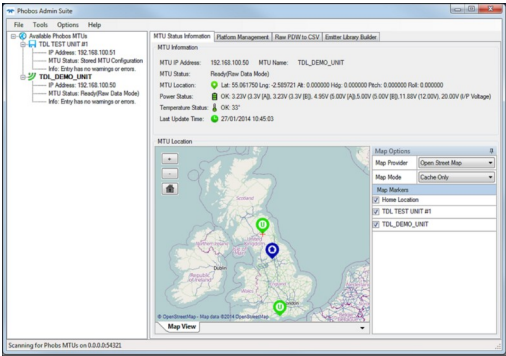 Phobos Admin Suite
File Tools Options Help
Available Phobos MTUs
TDL TEST UNIT #1
IP Address: 192.168.100.51
MTU Status: Stored MTU Configuration
Info: Entry has no warnings or errors.
TDL_DEMO_UNIT
IP Address: 192.168.100.50
MTU Status: Ready(Raw Data Mode)
Info: Entry has no warnings or errors.
MTU Status Information Platform Management Raw PDW to CSV Emitter Library Builder
MTU Information
MTU IP Address: 192.168.100.50 MTU Name: TDL_DEMO_UNIT
MTU Status: Ready(Raw Data Mode)
MTU Location: Lat: 55.061750 Lng: -2.589721 Alt: 0.000000 Hdg: 0.000000 Pitch: 0.000000 Roll: 0.000000
Power Status: OK: 3.23V (3.3V [A]), 3.23V (3.3V [B]), 4.95V (5.00V [A]),5.00V (5.00V [B]),11.88V (12.00V), 20.00V (I/P Voltage)
Temperature Status: OK: 33°
Last Update Time: 27/01/2014 10:45:03
MTU Location
+
-
Scotland
Dublin
© OpenStreetMap - Map data ©2014 OpenStreetMap
Map View
Map Options
Map Provider Open Street Map
Map Mode Cache Only
Map Markers
Home Location
TDL TEST UNIT #1
TDL_DEMO_UNIT
Scanning for Phobs MTUs on 0.0.0.0:54321